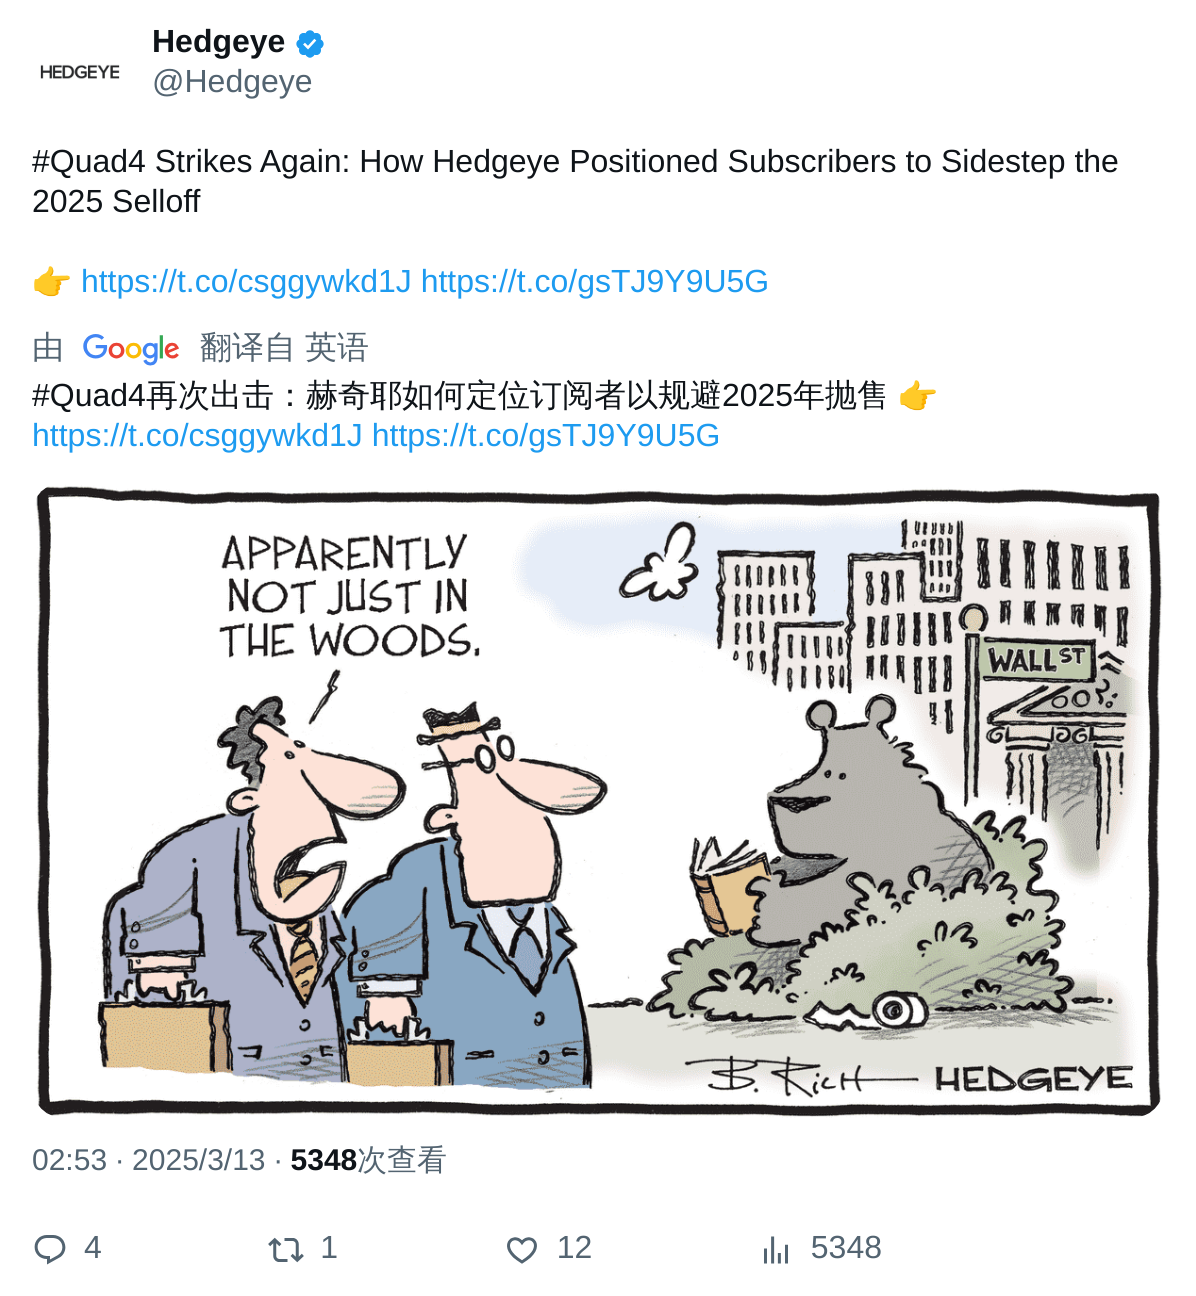 Hedgeye
HEDGEYE
@Hedgeye
#Quad4 Strikes Again: How Hedgeye Positioned Subscribers to Sidestep the
2025 Selloff
👉 https://t.co/csggywkd1J https://t.co/gsTJ9Y9U5G
由 Google 翻译自 英语
#Quad4再次出击：赫奇耶如何定位订阅者以规避2025年抛售 👉
https://t.co/csggywkd1J https://t.co/gsTJ9Y9U5G
APPARENTLY
NOT JUST IN
THE WOODS.
WALL ST
B. RICH HEDGEYE
02:53 · 2025/3/13 · 5348次查看
4 1 12 5348